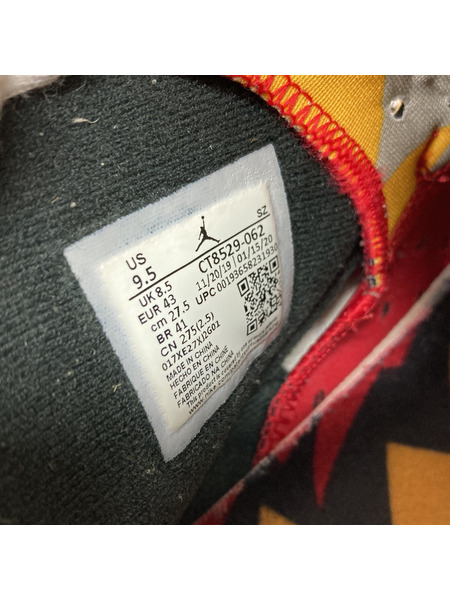 US
9.5
SZ
UK 8.5
EUR 43
cm 27.5
BR 41
CN 275(2.5)
CT8529-062
11/20/19 | 01/15/20
UPC 00193658231930
MADE IN CHINA
HECHO EN CHINA
FABRIQUE EN CHINE
FABRICADO NA CHINA